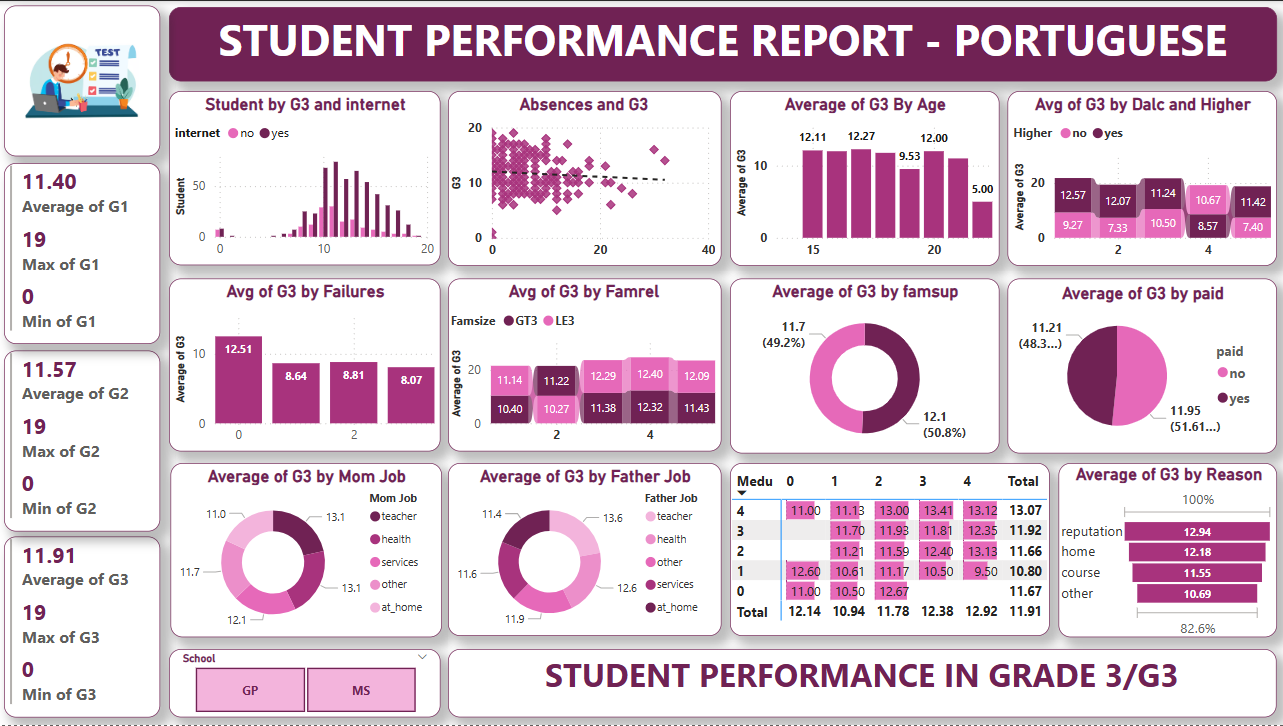 STUDENT PERFORMANCE REPORT - PORTUGUESE
TEST
11.40
Average of G1
19
Max of G1
0
Min of G1
11.57
Average of G2
19
Max of G2
0
Min of G2
11.91
Average of G3
19
Max of G3
0
Min of G3
Student by G3 and internet
internet no yes
Student
50
0
0 10 20
Absences and G3
G3
20
10
0
0 20 40
Average of G3 By Age
Average of G3
10
0
12.11 12.27 9.53 12.00 5.00
15 20
Avg of G3 by Dalc and Higher
Higher no yes
Average of G3
20
0
12.57 12.07 11.24 10.67 11.42
9.27 7.33 10.50 8.57 7.40
2 4
Avg of G3 by Failures
Average of G3
10
0
12.51 8.64 8.81 8.07
0 2
Avg of G3 by Famrel
Famsize GT3 LE3
Average of G3
20
0
11.14 11.22 12.29 12.40 12.09
10.40 10.27 11.38 12.32 11.43
2 4
Average of G3 by famsup
11.7
(49.2%)
12.1
(50.8%)
Average of G3 by paid
11.21
(48.3...)
11.95
(51.61...)
paid
no
yes
Average of G3 by Mom Job
11.0
13.1
11.7
13.1
12.1
Mom Job
teacher
health
services
other
at_home
Average of G3 by Father Job
11.4
13.6
11.6
12.6
11.9
Father Job
teacher
health
other
services
at_home
Medu 0 1 2 3 4 Total
4 11.00 11.13 13.00 13.41 13.12 13.07
3 11.70 11.93 11.81 12.35 11.92
2 11.21 11.59 12.40 13.13 11.66
1 12.60 10.61 11.17 10.50 9.50 10.80
0 11.00 10.50 12.67 11.67
Total 12.14 10.94 11.78 12.38 12.92 11.91
Average of G3 by Reason
100%
reputation 12.94
home 12.18
course 11.55
other 10.69
82.6%
School
GP MS
STUDENT PERFORMANCE IN GRADE 3/G3